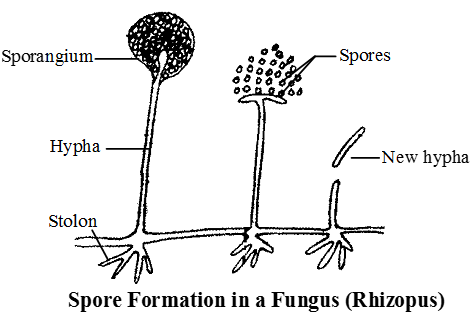 Sporangium
Spores
Hypha
New hypha
Stolon
Spore Formation in a Fungus (Rhizopus)